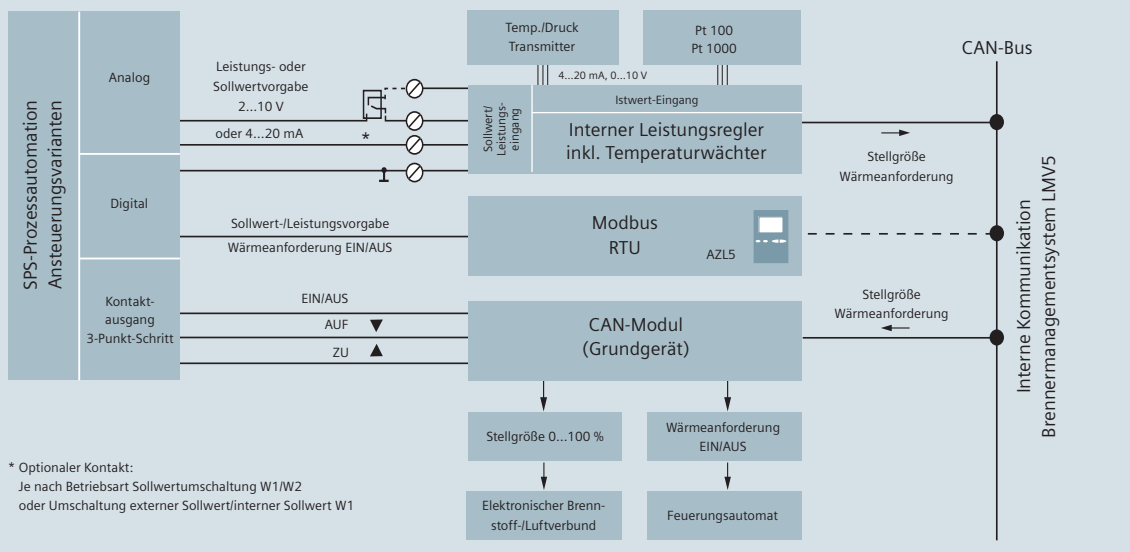 SPS-Prozessautomation
Ansteuerungsvarianten
Analog
Digital
Kontakt-
ausgang
3-Punkt-Schritt
Leistungs- oder
Sollwertvorgabe
2...10 V
oder 4...20 mA
*
Temp./Druck
Transmitter
Pt 100
Pt 1000
4...20 mA, 0...10 V
Sollwert/
Leistungs-
eingang
Istwert-Eingang
Interner Leistungsregler
inkl. Temperaturwächter
CAN-Bus
Stellgröße
Wärmeanforderung
Sollwert-/Leistungsvorgabe
Wärmeanforderung EIN/AUS
Modbus
RTU
AZL5
EIN/AUS
AUF
ZU
CAN-Modul
(Grundgerät)
Stellgröße
Wärmeanforderung
Interne Kommunikation
Brennermanagementsystem LMV5
Stellgröße 0...100 %
Wärmeanforderung
EIN/AUS
Elektronischer Brenn-
stoff-/Luftverbund
Feuerungsautomat
* Optionaler Kontakt:
Je nach Betriebsart Sollwertumschaltung W1/W2
oder Umschaltung externer Sollwert/interner Sollwert W1